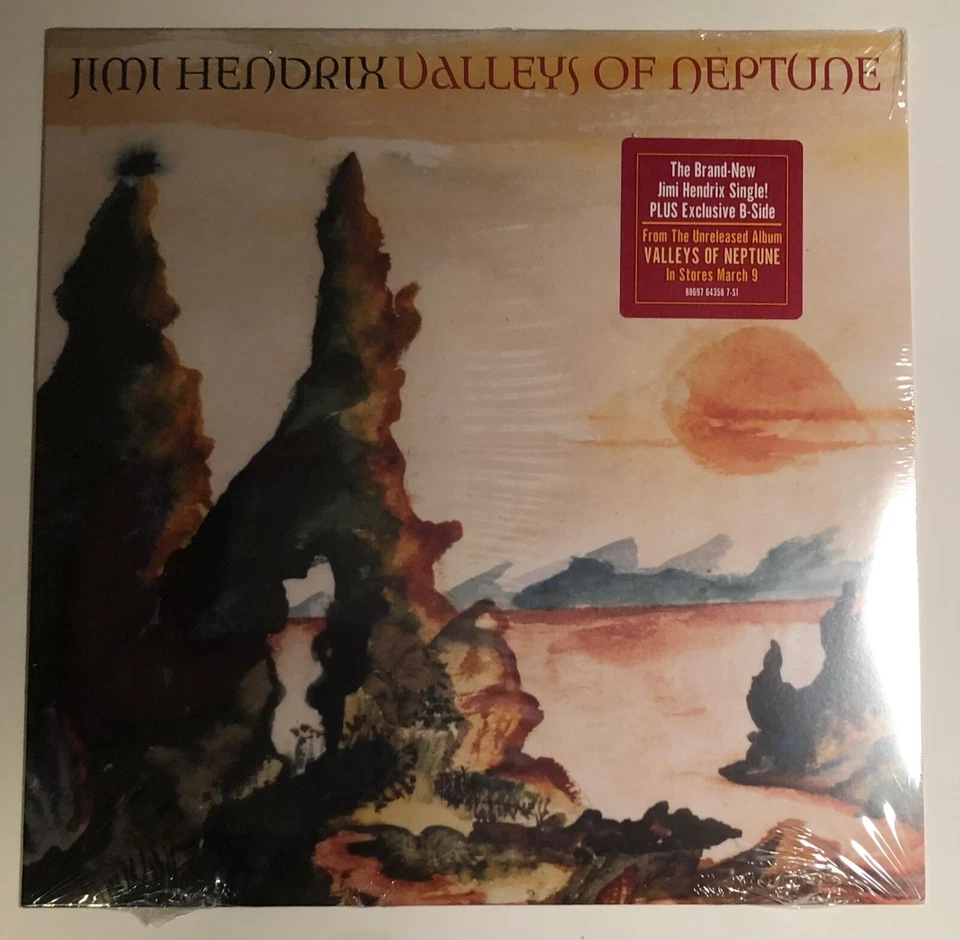 JIMI HENDRIX VALLEYS OF NEPTUNE
The Brand-New
Jimi Hendrix Single!
PLUS Exclusive B-Side
From The Unreleased Album
VALLEYS OF NEPTUNE
In Stores March 9
88697 64358 7-S1